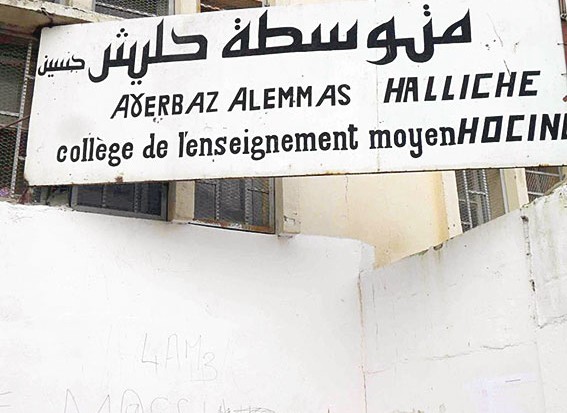 متوسطة حليش حسين
AƔERBAZ ALEMMAS HALLICHE
collège de l'enseignement moyen HOCINE
4AM3